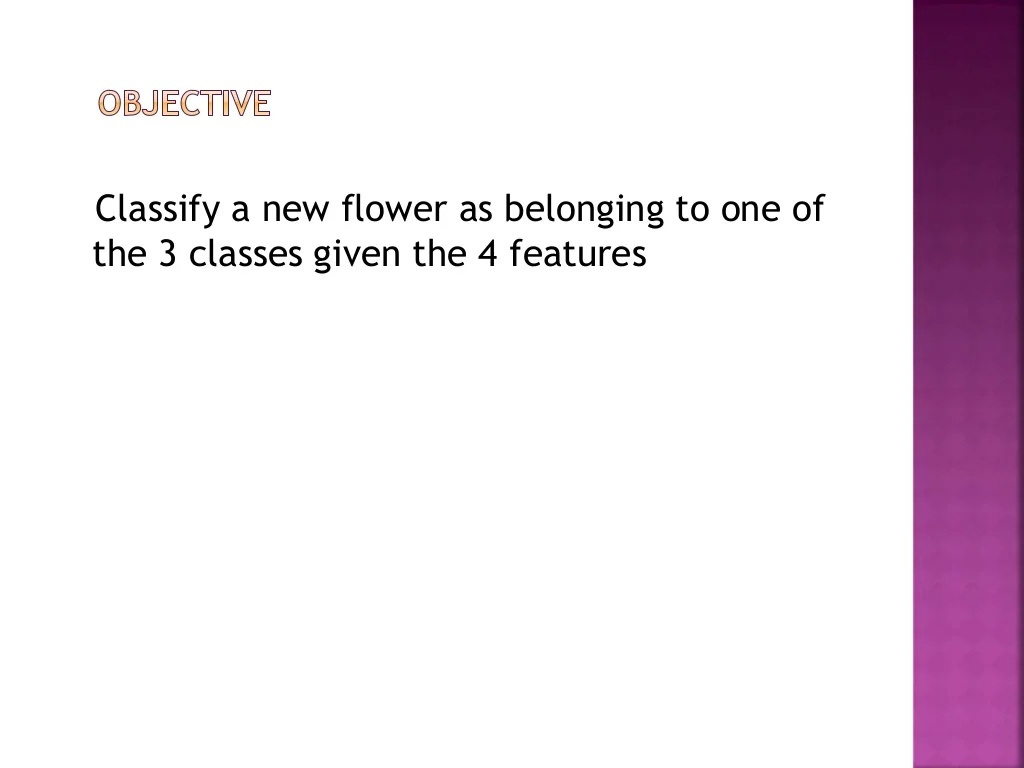 OBJECTIVE
Classify a new flower as belonging to one of
the 3 classes given the 4 features